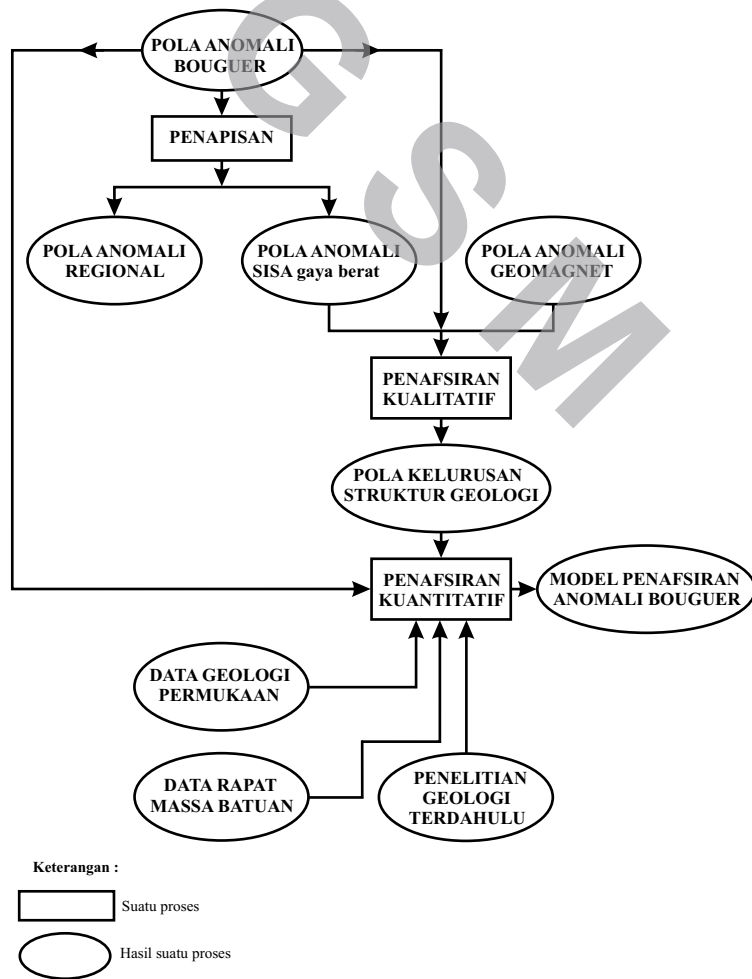 POLA ANOMALI
BOUGUER
PENAPISAN
POLA ANOMALI
REGIONAL
POLA ANOMALI
SISA gaya berat
POLA ANOMALI
GEOMAGNET
PENAFSIRAN
KUALITATIF
POLA KELURUSAN
STRUKTUR GEOLOGI
PENAFSIRAN
KUANTITATIF
MODEL PENAFSIRAN
ANOMALI BOUGUER
DATA GEOLOGI
PERMUKAAN
DATA RAPAT
MASSA BATUAN
PENELITIAN
GEOLOGI
TERDAHULU
Keterangan :
Suatu proses
Hasil suatu proses
G S M